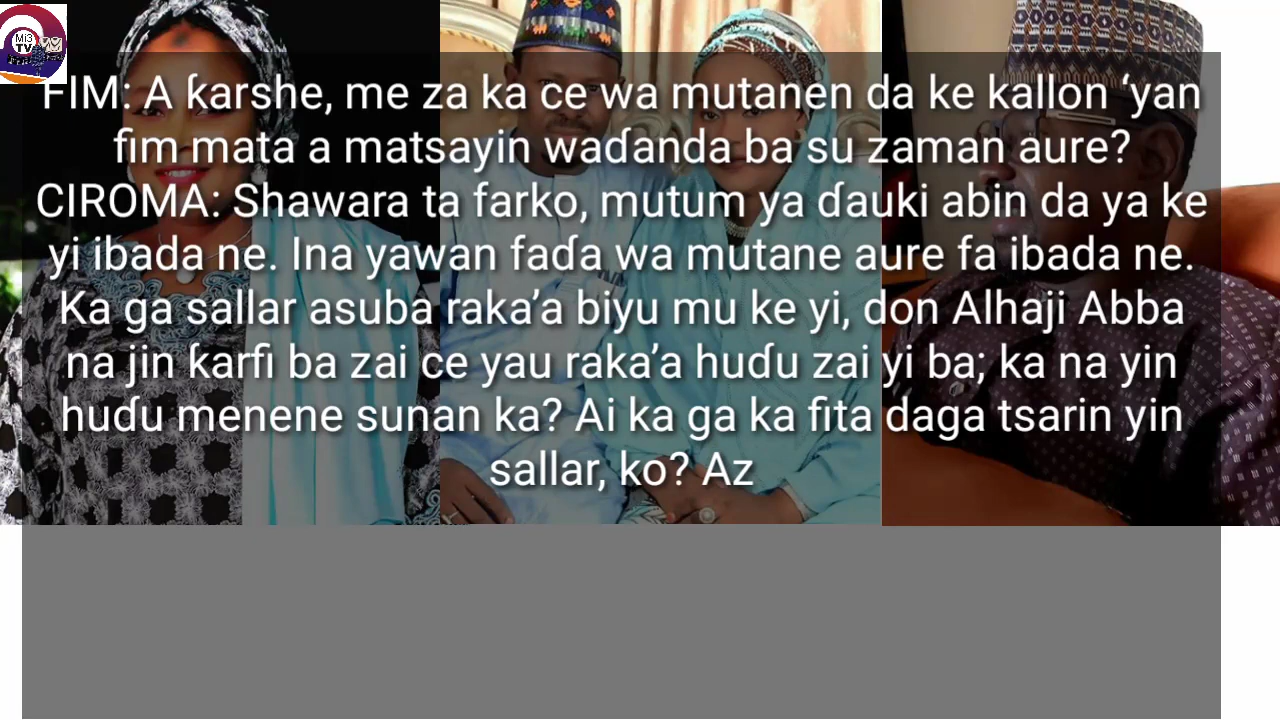 Mi3
TV
FIM: A ƙarshe, me za ka ce wa mutanen da ke kallon ‘yan
fim mata a matsayin waɗanda ba su zaman aure?
CIROMA: Shawara ta farko, mutum ya ɗauki abin da ya ke
yi ibada ne. Ina yawan faɗa wa mutane aure fa ibada ne.
Ka ga sallar asuba raka’a biyu mu ke yi, don Alhaji Abba
na jin ƙarfi ba zai ce yau raka’a huɗu zai yi ba; ka na yin
huɗu menene sunan ka? Ai ka ga ka fita daga tsarin yin
sallar, ko? Az